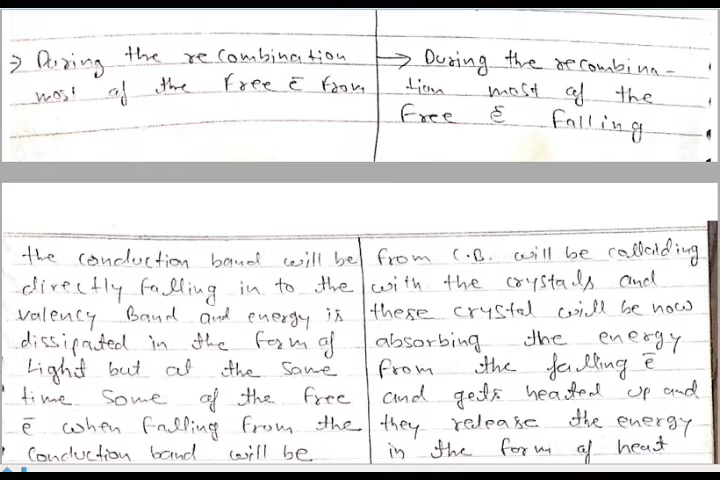 → During the recombination
most of the free ē from
→ During the recombina-
tion most of the
Free ē falling
the conduction band will be
directly falling in to the
valency Band and energy is
dissipated in the form of
Light but at the same
time some of the free
ē when falling from the
conduction band will be
from C.B. will be
with the crystals and
these crystal will be now
absorbing the energy
from the falling ē
and gets heated up and
they release the energy
in the form of heat